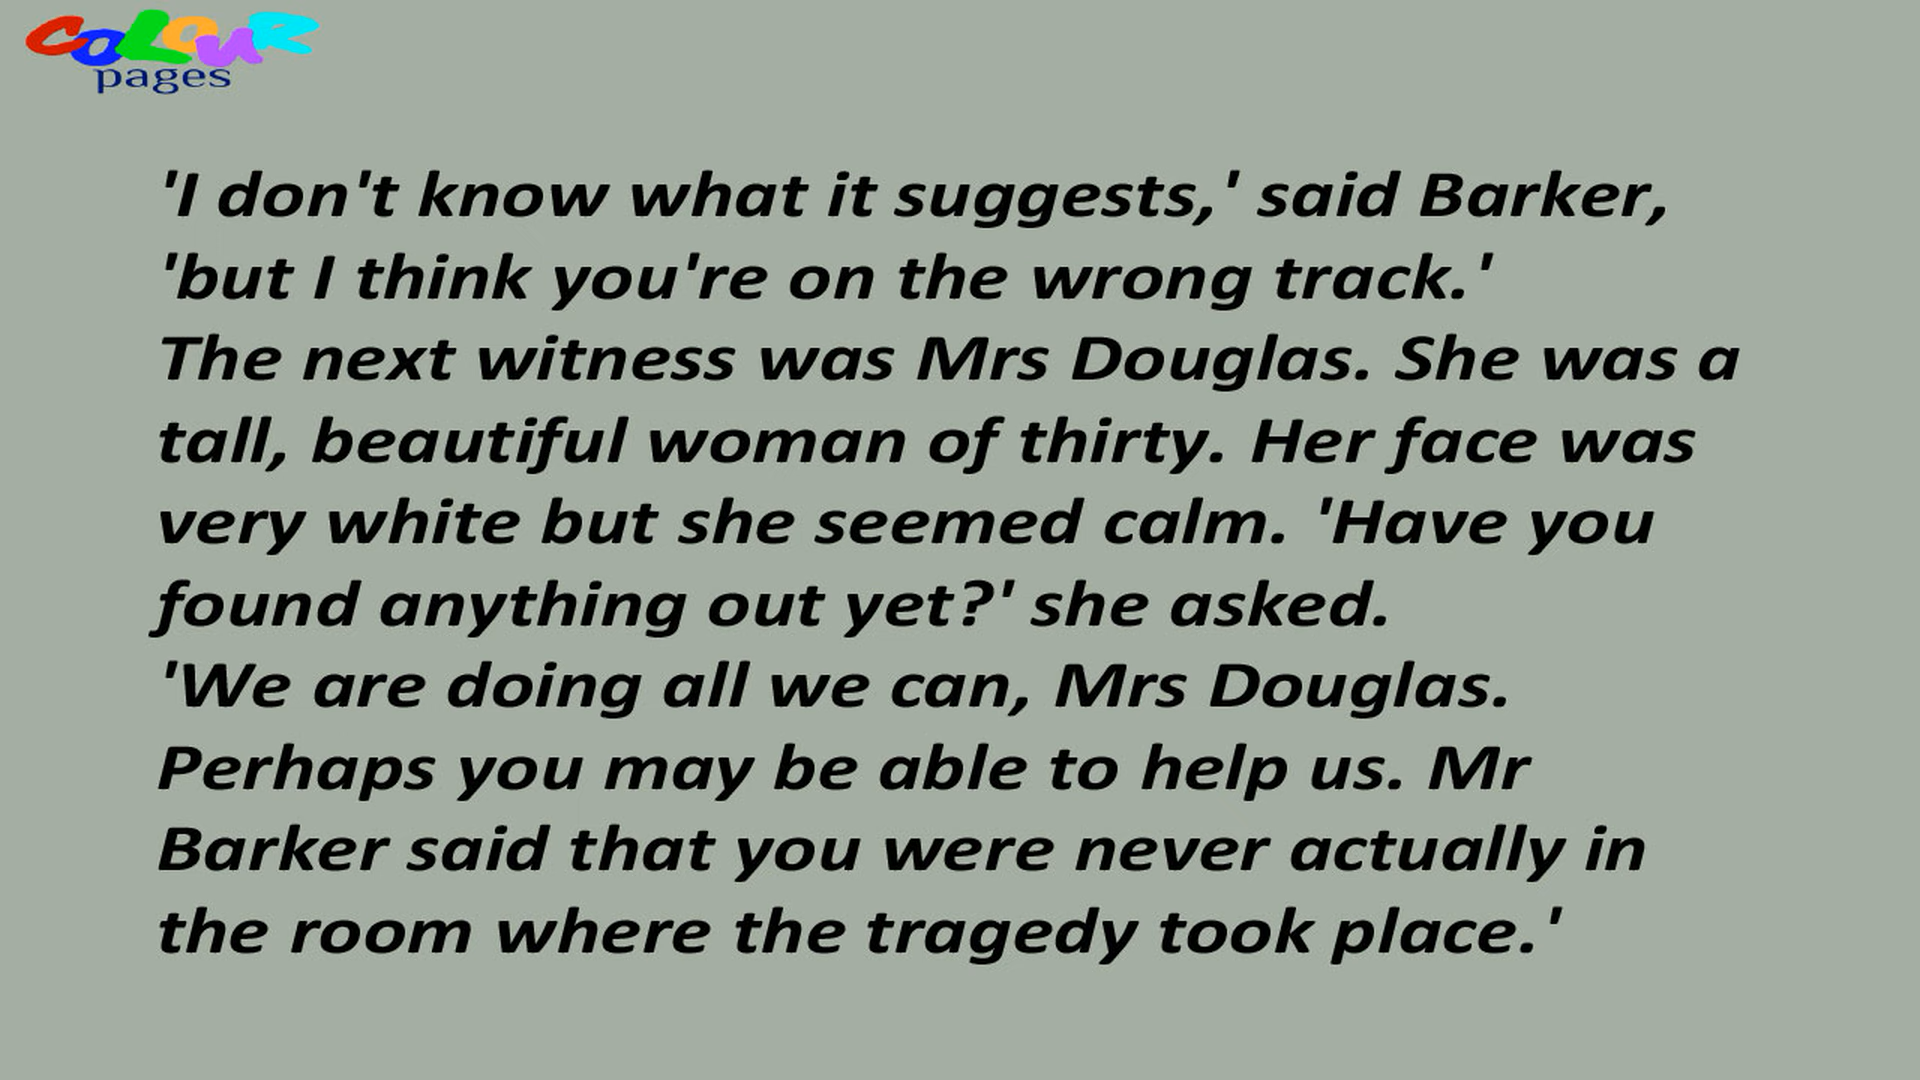 COLOUR
pages
'I don't know what it suggests,' said Barker,
'but I think you're on the wrong track.'
The next witness was Mrs Douglas. She was a
tall, beautiful woman of thirty. Her face was
very white but she seemed calm. 'Have you
found anything out yet?' she asked.
'We are doing all we can, Mrs Douglas.
Perhaps you may be able to help us. Mr
Barker said that you were never actually in
the room where the tragedy took place.'